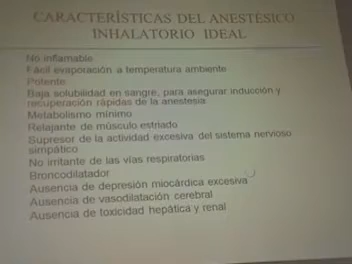 CARACTERÍSTICAS DEL ANESTÉSICO
INHALATORIO IDEAL
No inflamable
Fácil evaporación a temperatura ambiente
Potente
Baja solubilidad en sangre, para asegurar inducción y
recuperación rápidas de la anestesia
Metabolismo mínimo
Relajante de músculo estriado
Supresor de la actividad excesiva del sistema nervioso
simpático
No irritante de las vías respiratorias
Broncodilatador
Ausencia de depresión miocárdica excesiva
Ausencia de vasodilatación cerebral
Ausencia de toxicidad hepática y renal